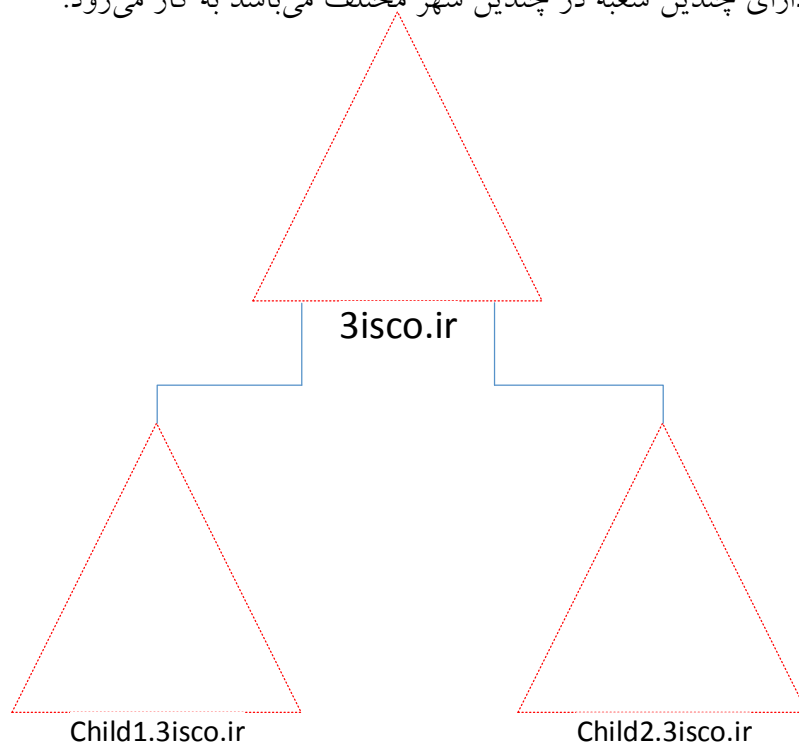 دارای چندین شعبه در چندین شهر مختلف می‌باشد به کار می‌رود.
3isco.ir
Child1.3isco.ir
Child2.3isco.ir